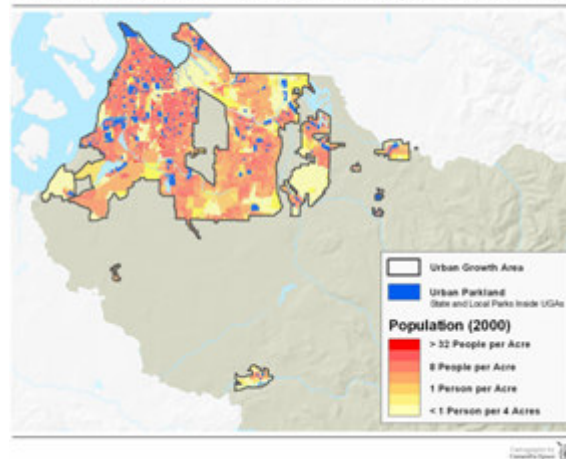 Urban Growth Area
Urban Parkland
State and Local Parks Inside UGAs
Population (2000)
> 32 People per Acre
8 People per Acre
1 Person per Acre
< 1 Person per 4 Acres